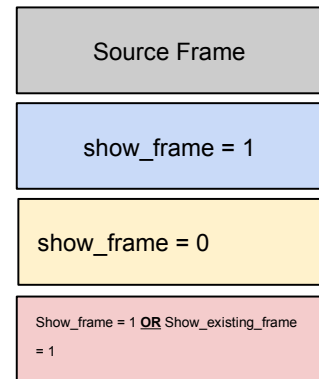 Source Frame
show_frame = 1
show_frame = 0
Show_frame = 1 OR Show_existing_frame
= 1